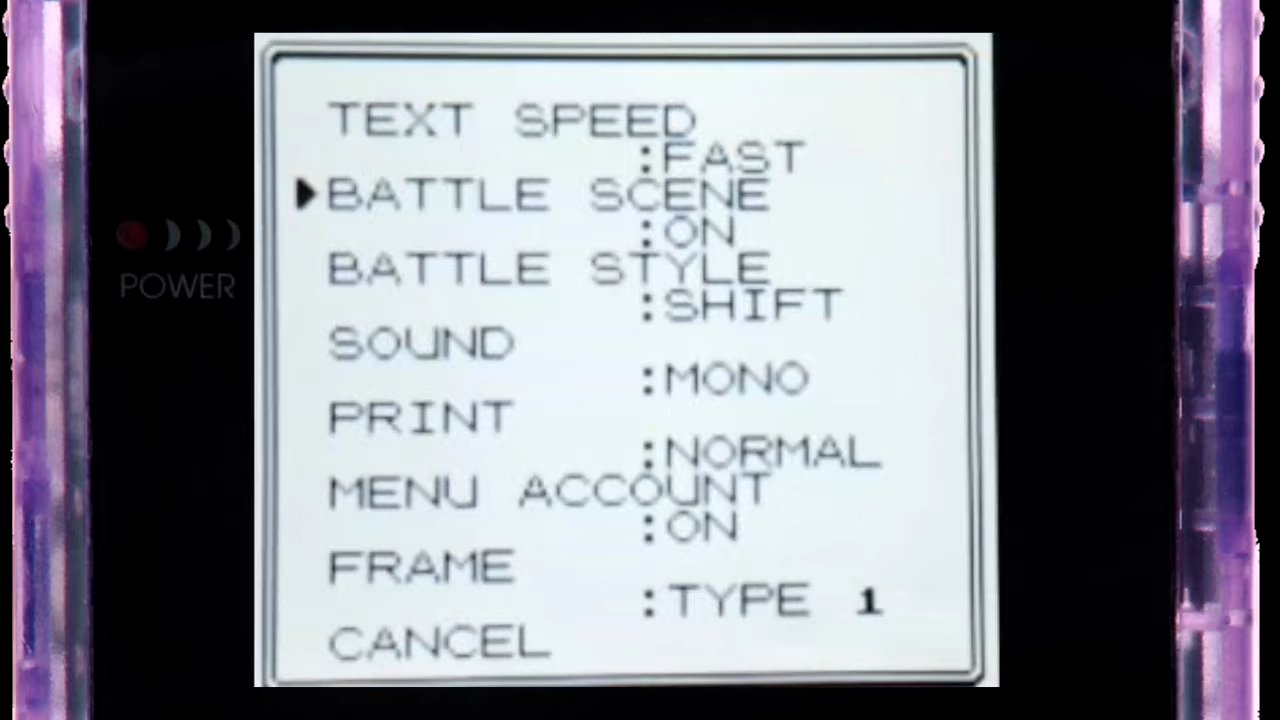 TEXT SPEED
:FAST
▶BATTLE SCENE
:ON
BATTLE STYLE
:SHIFT
SOUND
:MONO
PRINT
:NORMAL
MENU ACCOUNT
:ON
FRAME
:TYPE 1
CANCEL
POWER